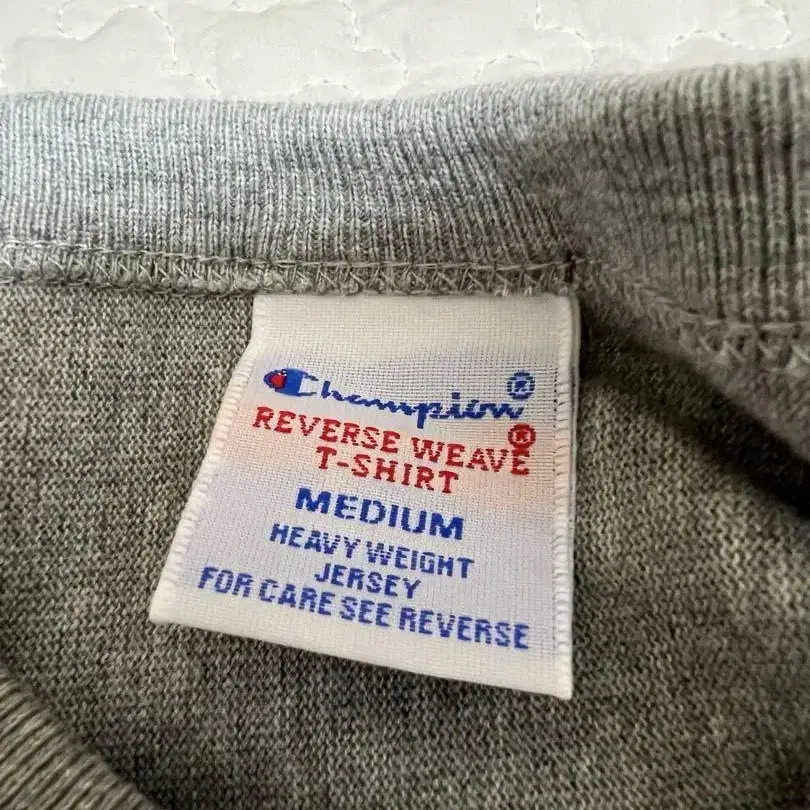 Champion®
REVERSE WEAVE®
T-SHIRT
MEDIUM
HEAVY WEIGHT
JERSEY
FOR CARE SEE REVERSE